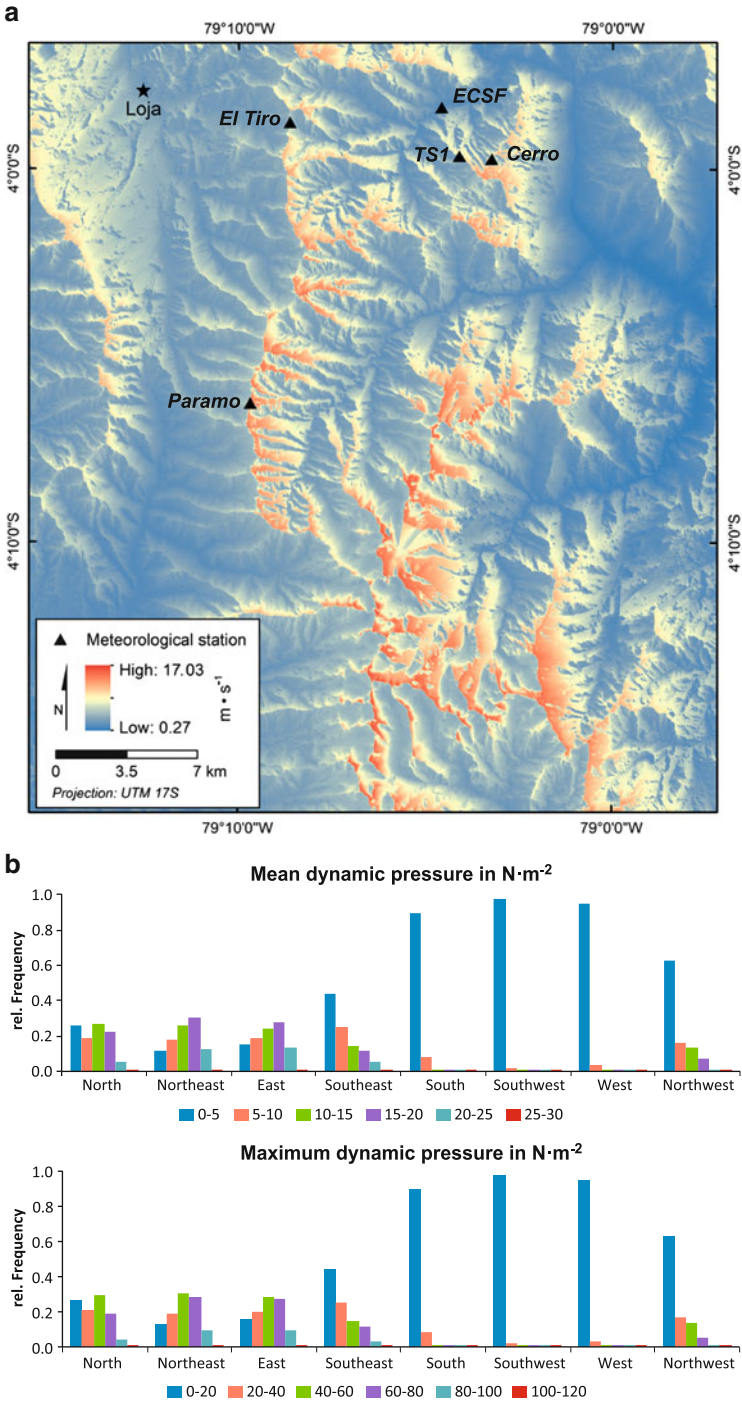 a
79°10'0"W
79°0'0"W
Loja
El Tiro
ECSF
TS1
Cerro
4°0'0"S
4°0'0"S
Paramo
4°10'0"S
4°10'0"S
Meteorological station
N
High: 17.03
Low: 0.27
m • s⁻¹
0
3.5
7 km
Projection: UTM 17S
79°10'0"W
79°0'0"W
b
Mean dynamic pressure in N·m⁻²
rel. Frequency
1.0
0.8
0.6
0.4
0.2
0.0
North Northeast East Southeast South Southwest West Northwest
0-5 5-10 10-15 15-20 20-25 25-30
Maximum dynamic pressure in N·m⁻²
rel. Frequency
1.0
0.8
0.6
0.4
0.2
0.0
North Northeast East Southeast South Southwest West Northwest
0-20 20-40 40-60 60-80 80-100 100-120